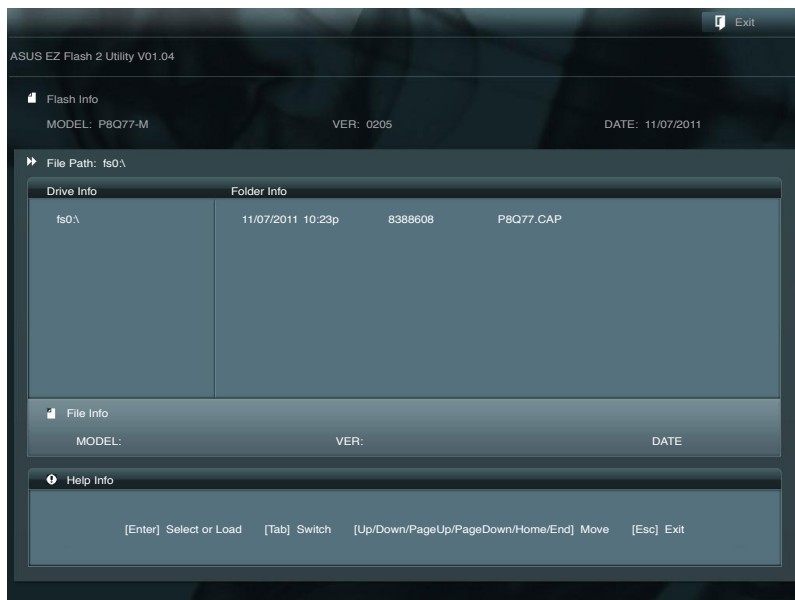 Exit
ASUS EZ Flash 2 Utility V01.04
Flash Info
MODEL: P8Q77-M VER: 0205 DATE: 11/07/2011
File Path: fs0:\
Drive Info Folder Info
fs0:\ 11/07/2011 10:23p 8388608 P8Q77.CAP
File Info
MODEL: VER: DATE
Help Info
[Enter] Select or Load [Tab] Switch [Up/Down/PageUp/PageDown/Home/End] Move [Esc] Exit